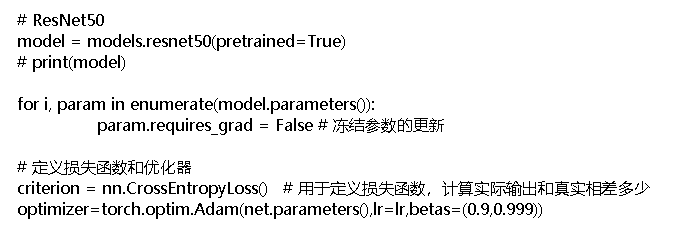 # ResNet50
model = models.resnet50(pretrained=True)
# print(model)
for i, param in enumerate(model.parameters()):
param.requires_grad = False # 冻结参数的更新
# 定义损失函数和优化器
criterion = nn.CrossEntropyLoss()   # 用于定义损失函数，计算实际输出和真实相差多少
optimizer=torch.optim.Adam(net.parameters(),lr=lr,betas=(0.9,0.999))